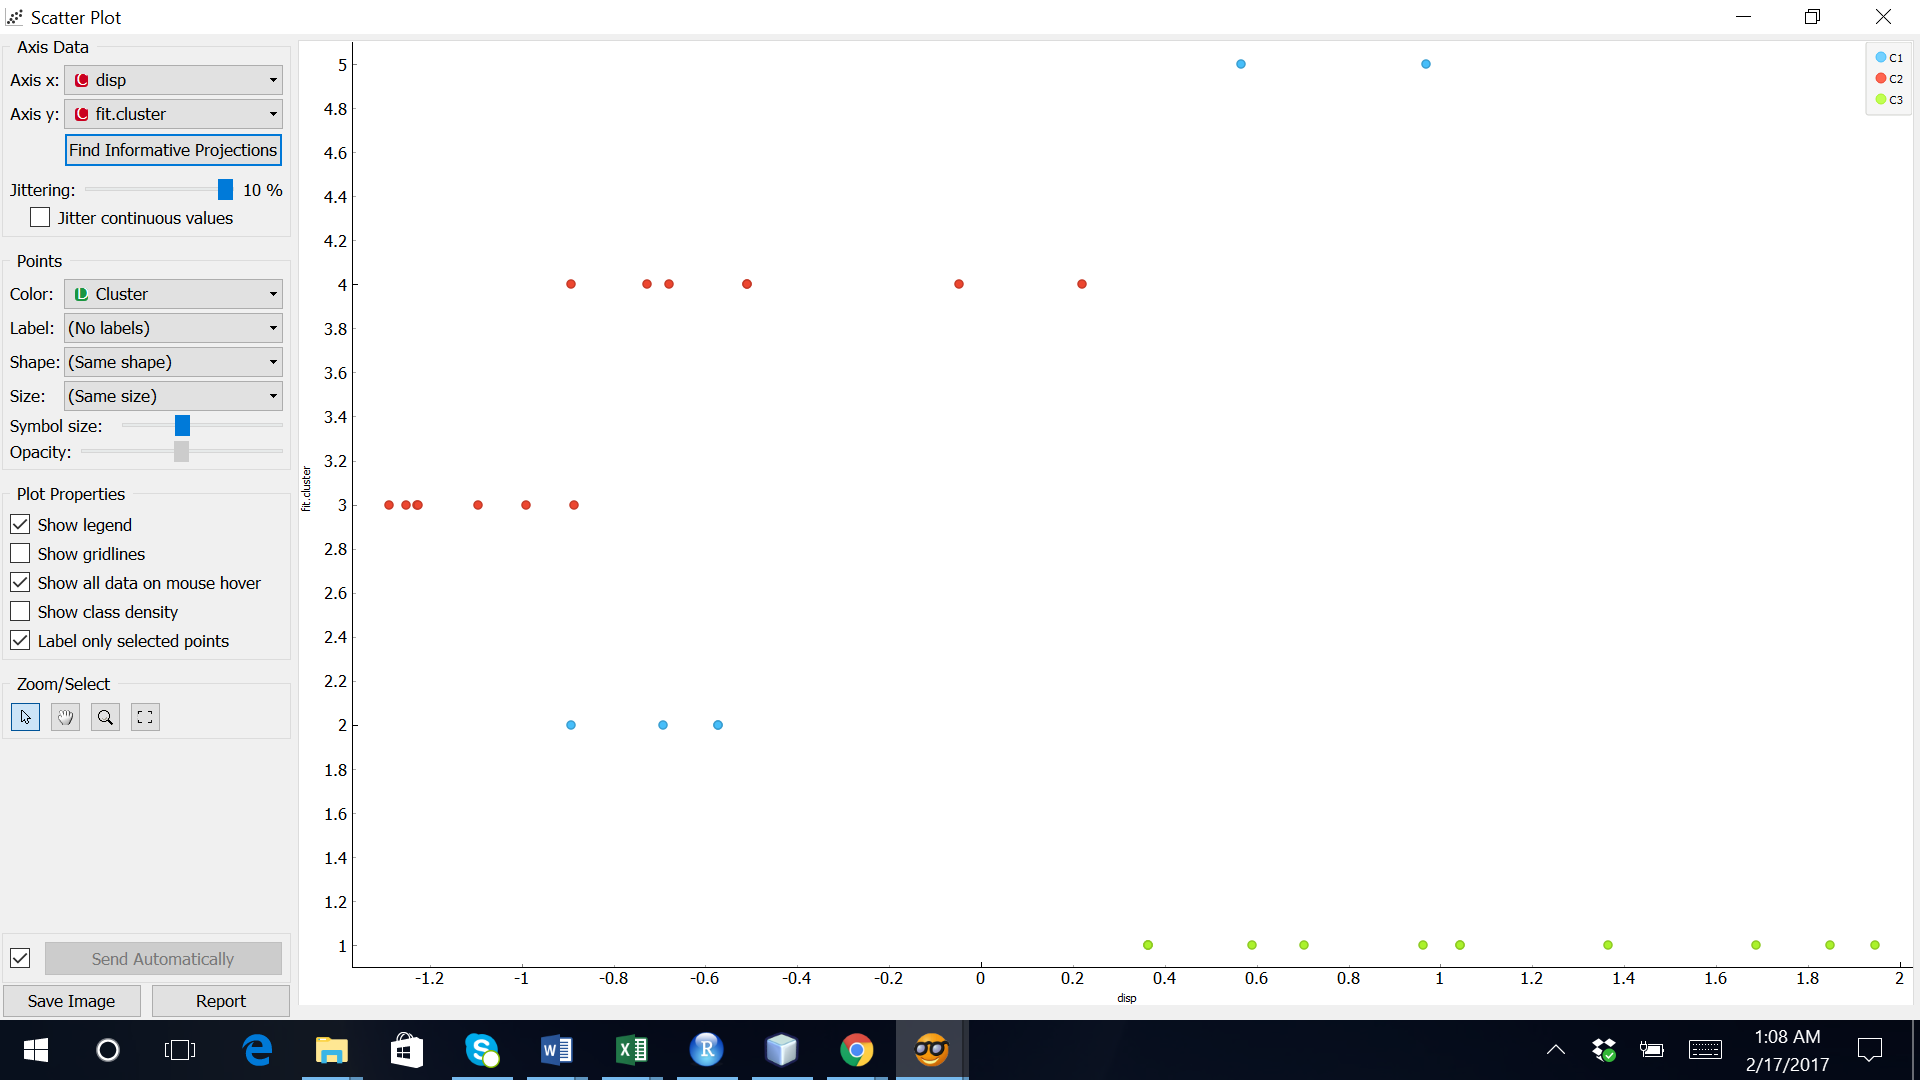 Scatter Plot
Axis Data
Axis x: disp
Axis y: fit.cluster
Find Informative Projections
Jittering: 10 %
Jitter continuous values
Points
Color: Cluster
Label: (No labels)
Shape: (Same shape)
Size: (Same size)
Symbol size:
Opacity:
Plot Properties
Show legend
Show gridlines
Show all data on mouse hover
Show class density
Label only selected points
Zoom/Select
Send Automatically
Save Image Report
5
4.8
4.6
4.4
4.2
4
3.8
3.6
3.4
3.2
3
2.8
2.6
2.4
2.2
2
1.8
1.6
1.4
1.2
1
fit.cluster
-1.2 -1 -0.8 -0.6 -0.4 -0.2 0 0.2 0.4 0.6 0.8 1 1.2 1.4 1.6 1.8 2
disp
C1
C2
C3
1:08 AM
2/17/2017